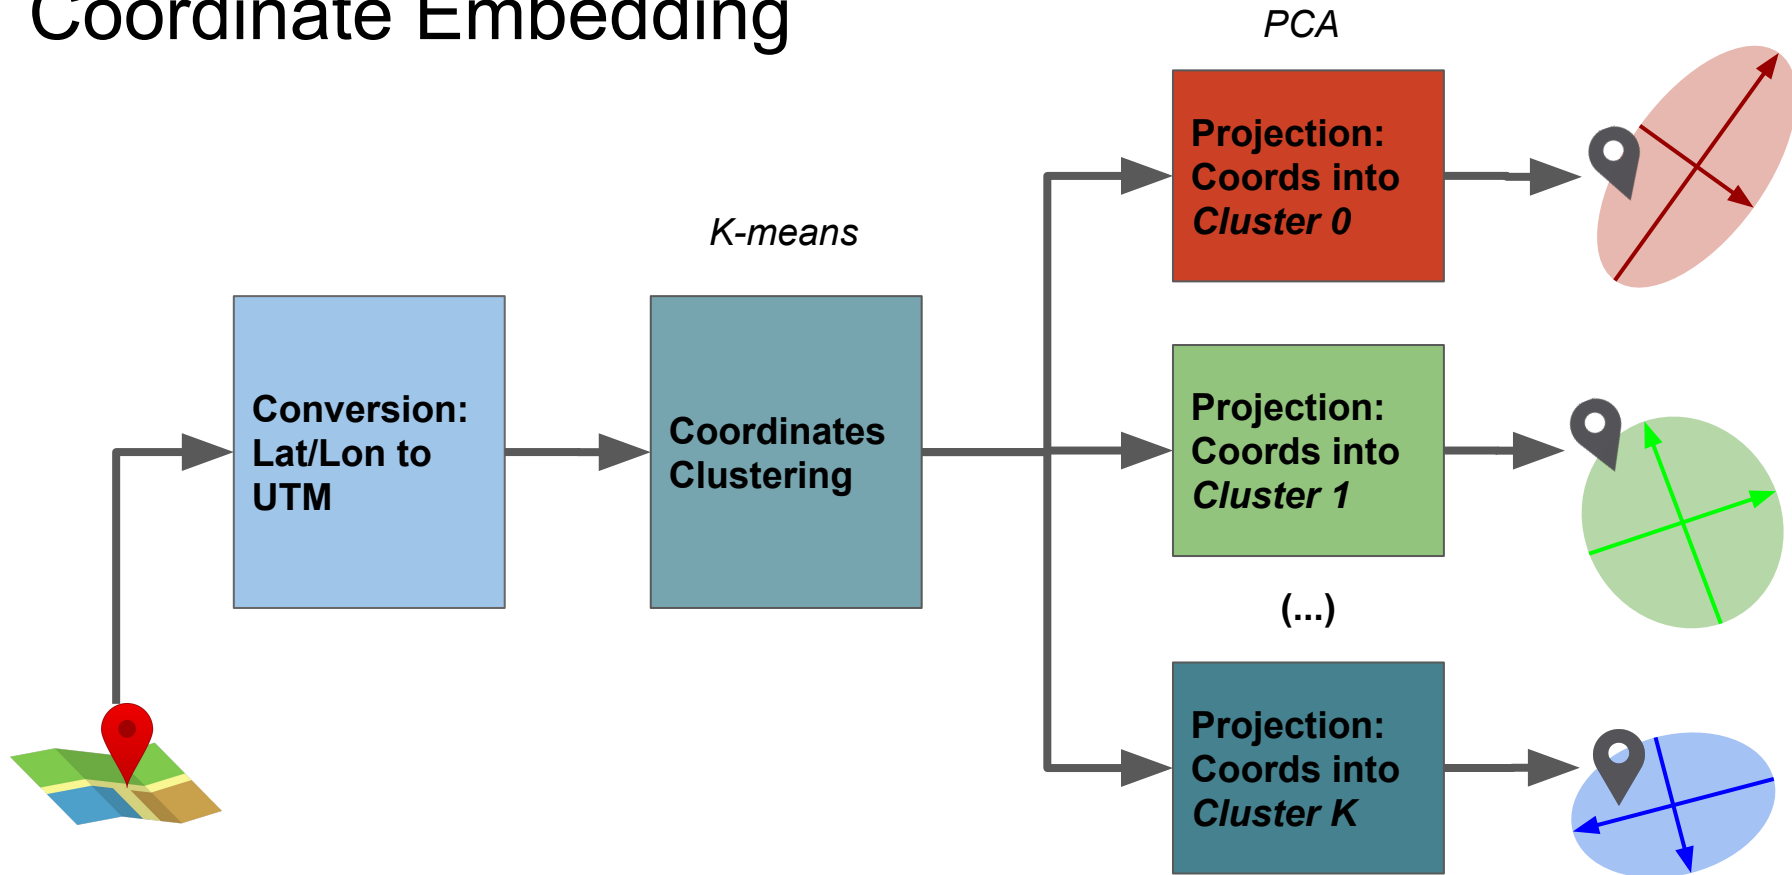 Coordinate Embedding
PCA
K-means
Conversion:
Lat/Lon to
UTM
Coordinates
Clustering
Projection:
Coords into
Cluster 0
Projection:
Coords into
Cluster 1
(...)
Projection:
Coords into
Cluster K